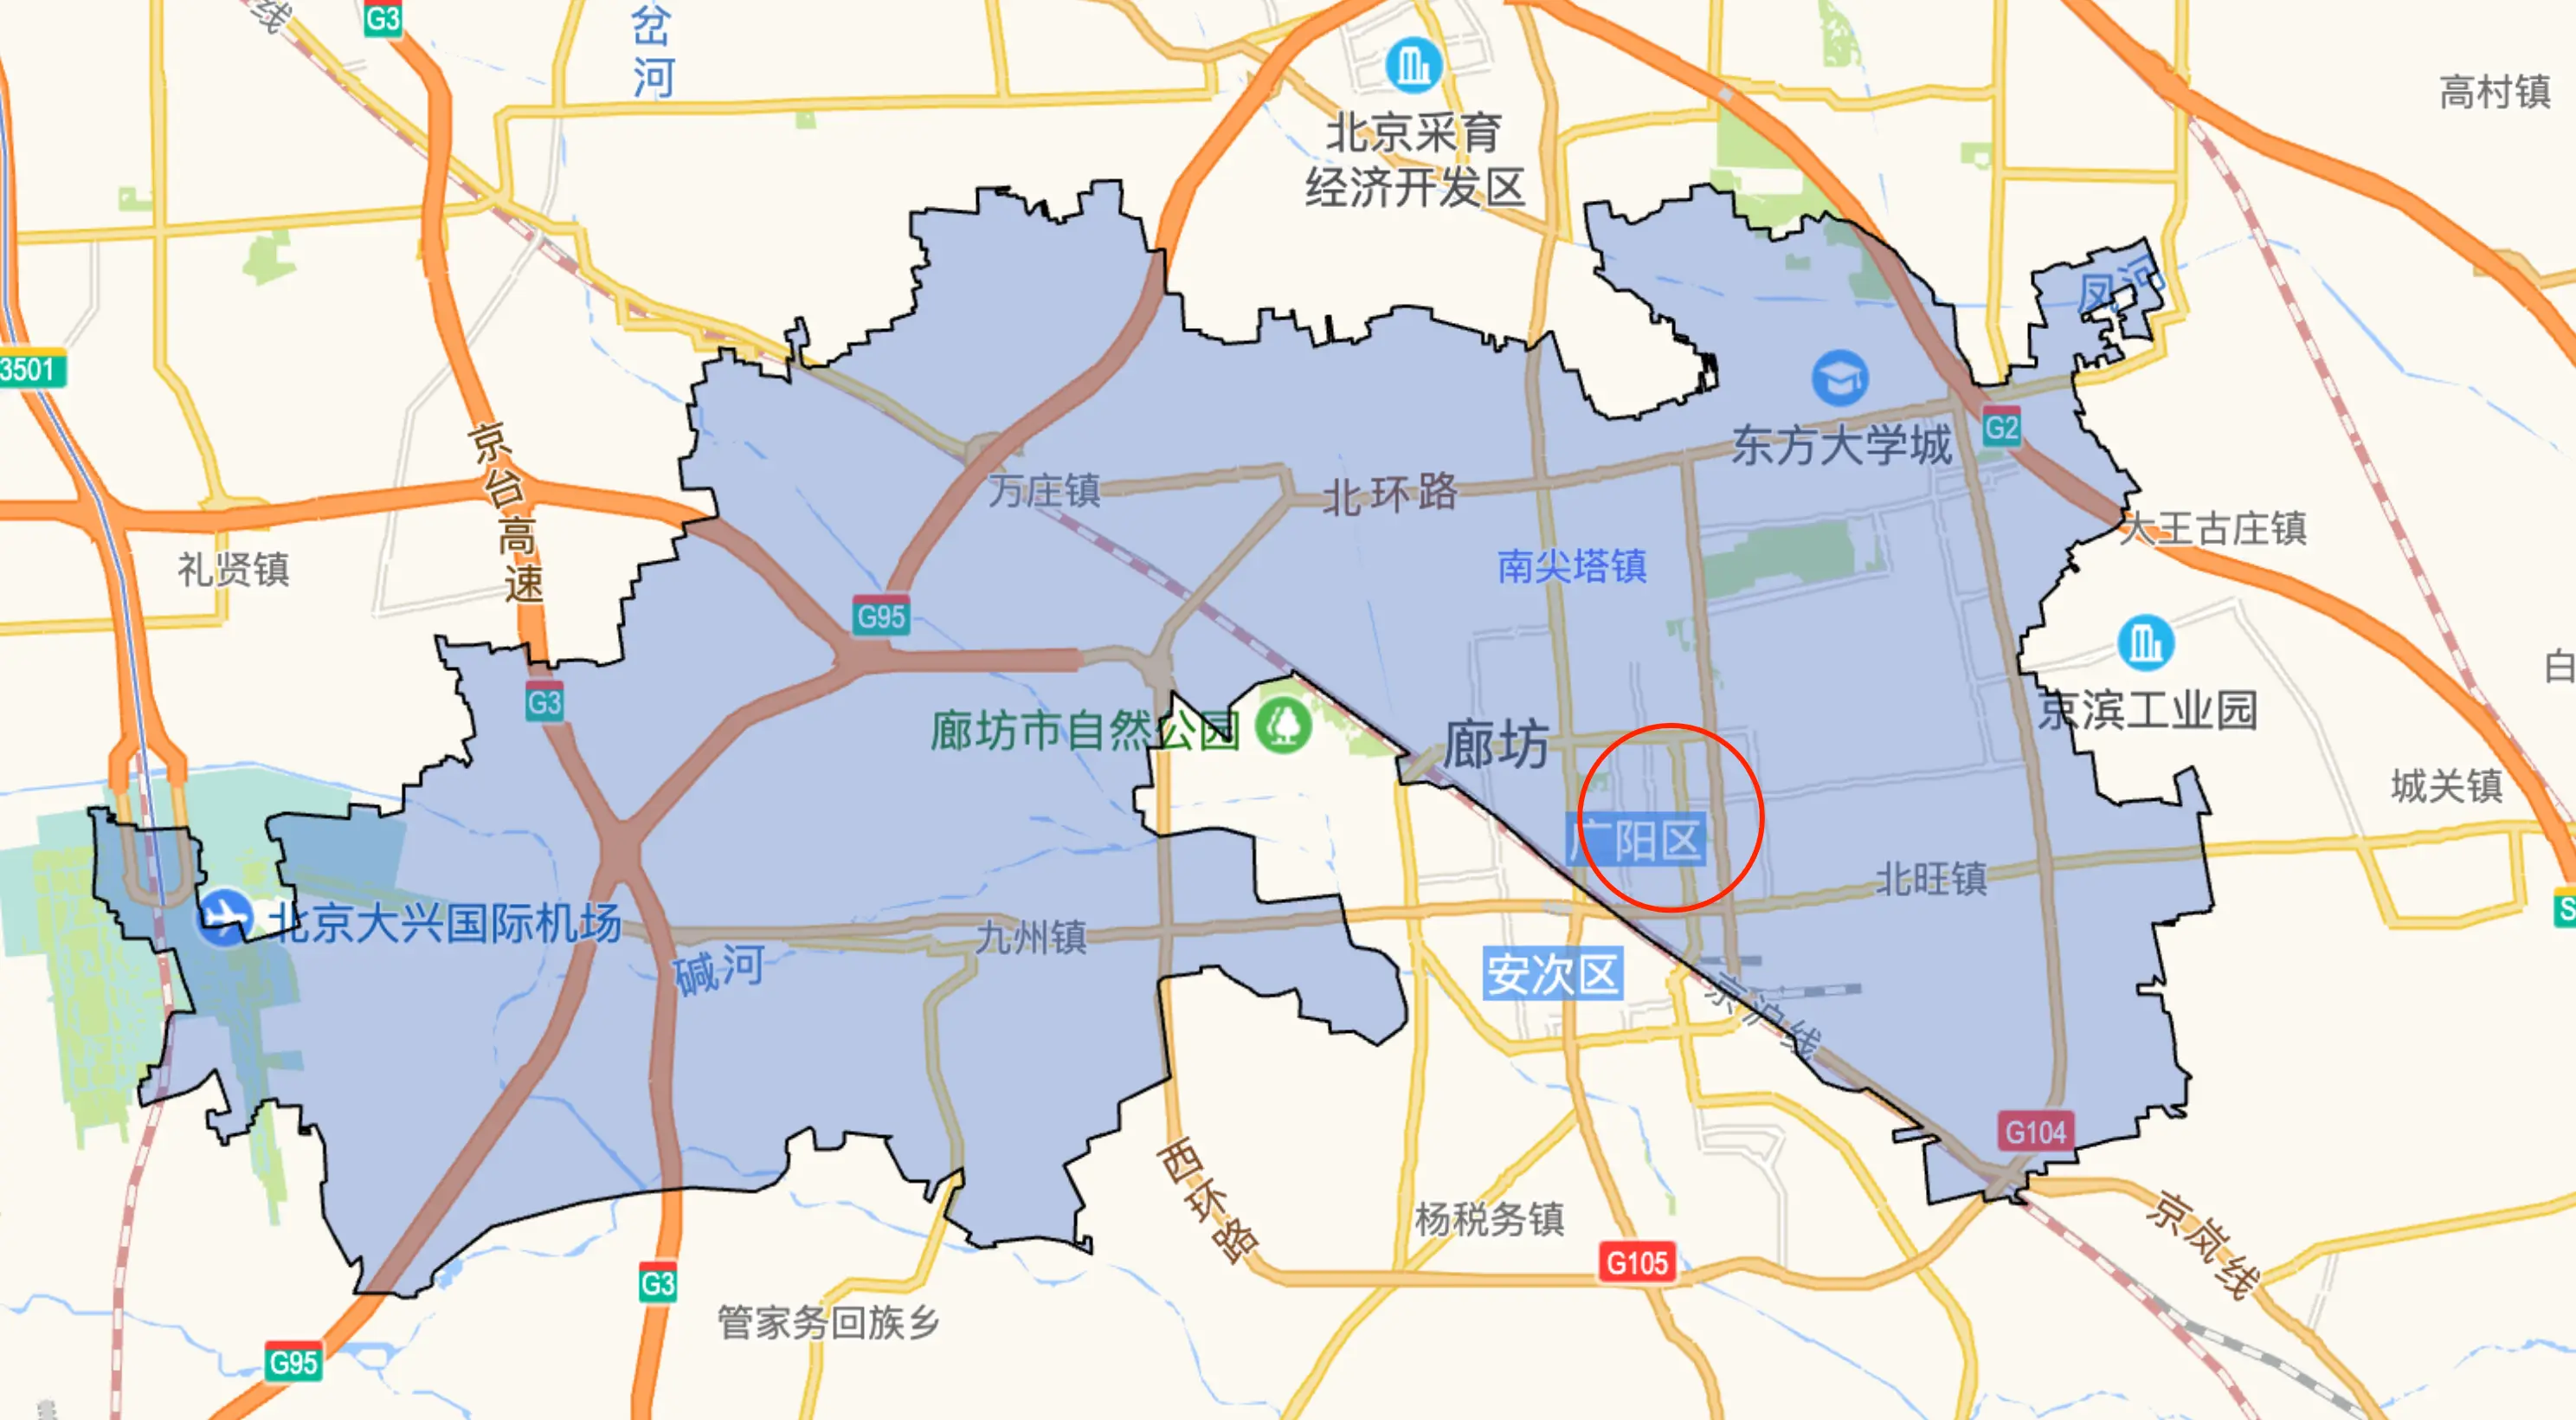 线
G3
岔
河
北京采育
经济开发区
高村镇
凤河
3501
京台高速
东方大学城
G2
万庄镇
北环路
大王古庄镇
礼贤镇
南尖塔镇
G95
G3
白
廊坊市自然公园
廊坊
京滨工业园
城关镇
广阳区
北旺镇
S
北京大兴国际机场
九州镇
碱河
安次区
京沪线
G104
西环路
杨税务镇
京岚线
G105
G3
管家务回族乡
G95